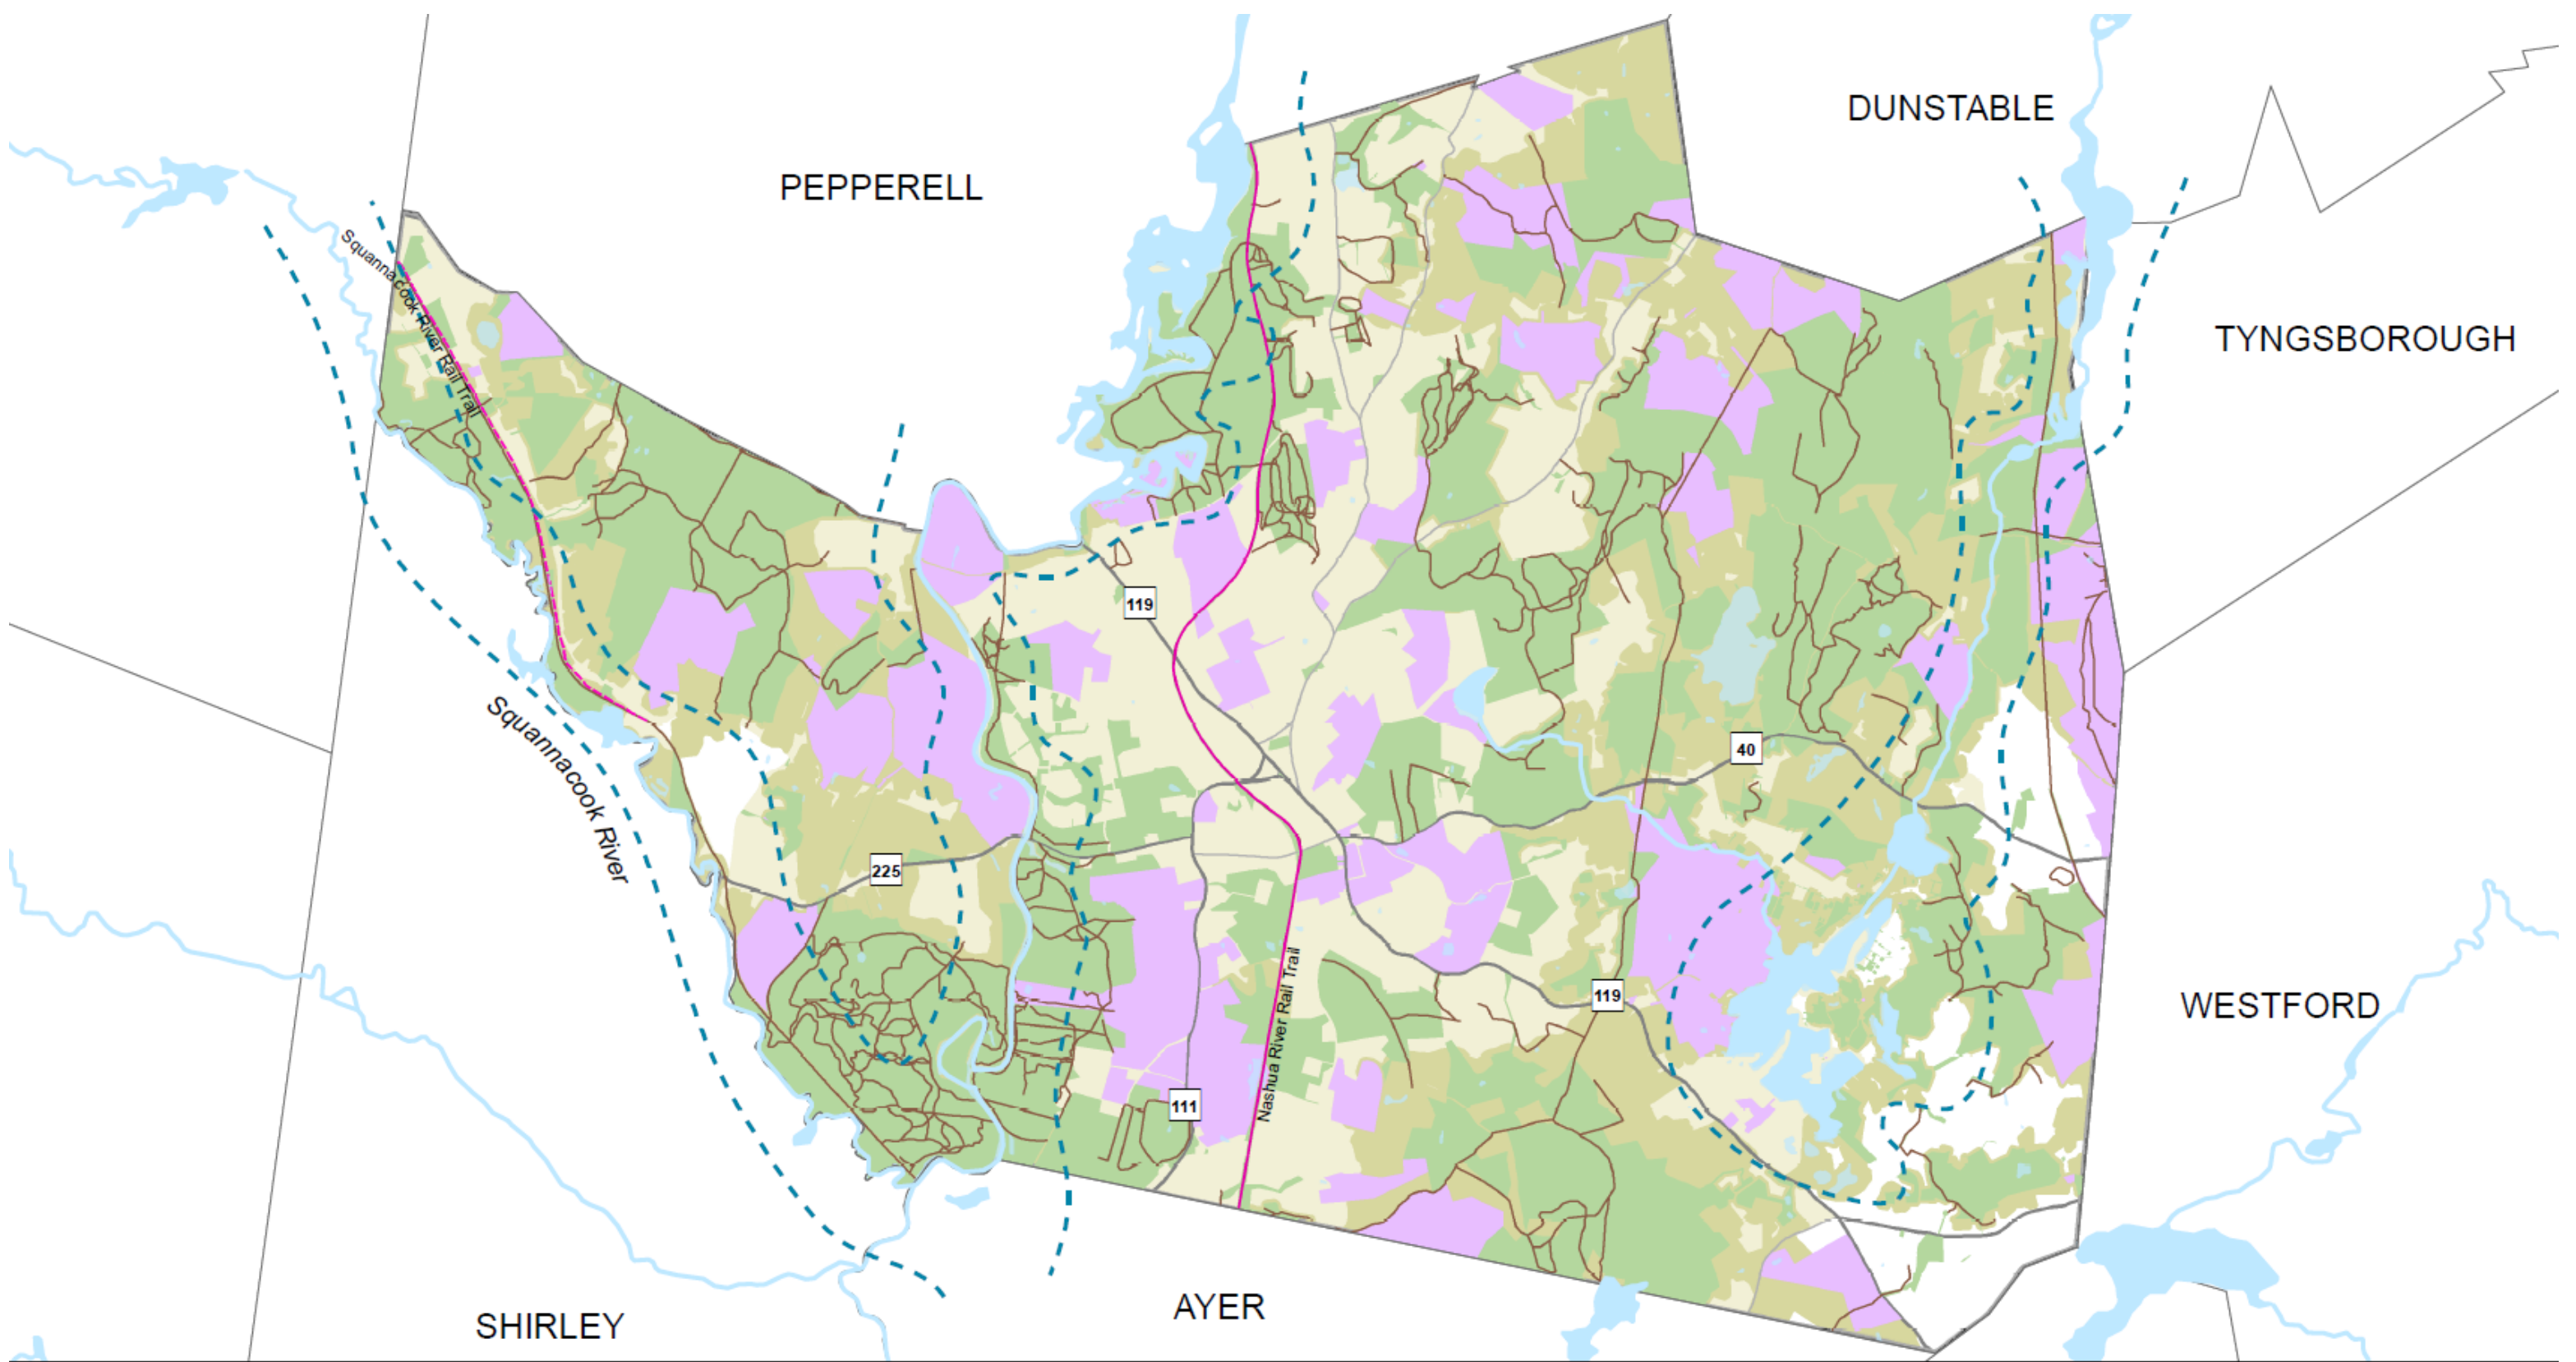 DUNSTABLE
PEPPERELL
Squannacook River Rail Trail
TYNGSBOROUGH
119
Squannacook River
40
225
119
WESTFORD
Nashua River Rail Trail
111
AYER
SHIRLEY